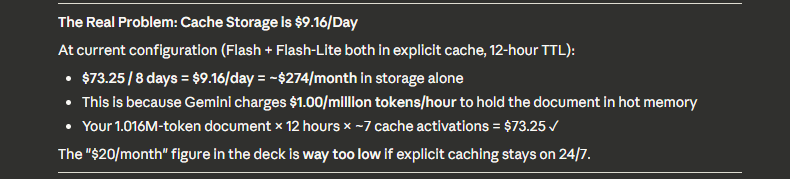 The Real Problem: Cache Storage is $9.16/Day
At current configuration (Flash + Flash-Lite both in explicit cache, 12-hour TTL):
• $73.25 / 8 days = $9.16/day = ~$274/month in storage alone
• This is because Gemini charges $1.00/million tokens/hour to hold the document in hot memory
• Your 1.016M-token document × 12 hours × ~7 cache activations = $73.25 ✓
The "$20/month" figure in the deck is way too low if explicit caching stays on 24/7.